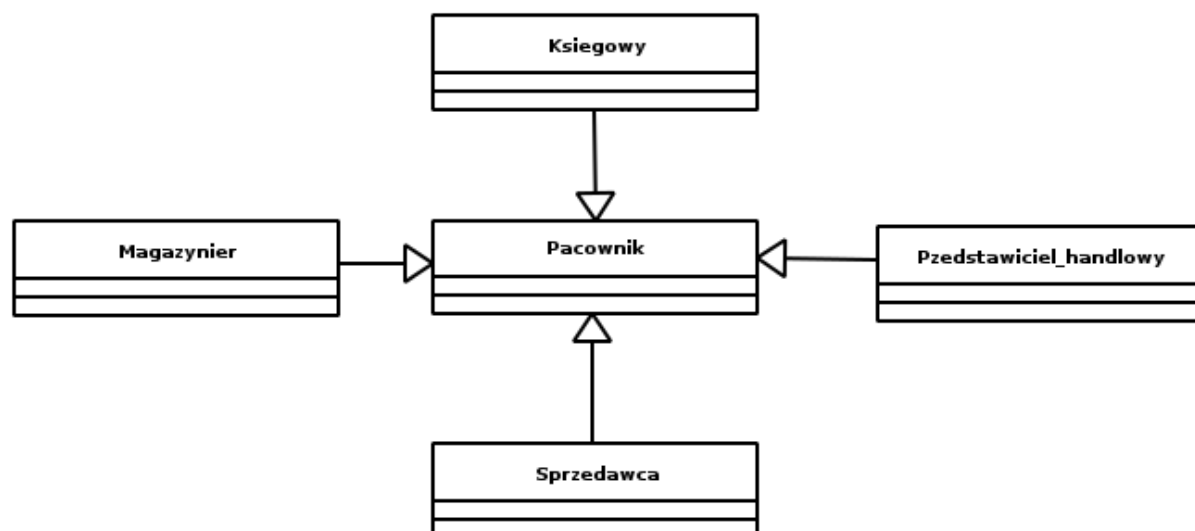 Ksiegowy
Magazynier
Pacownik
Pzedstawiciel_handlowy
Sprzedawca